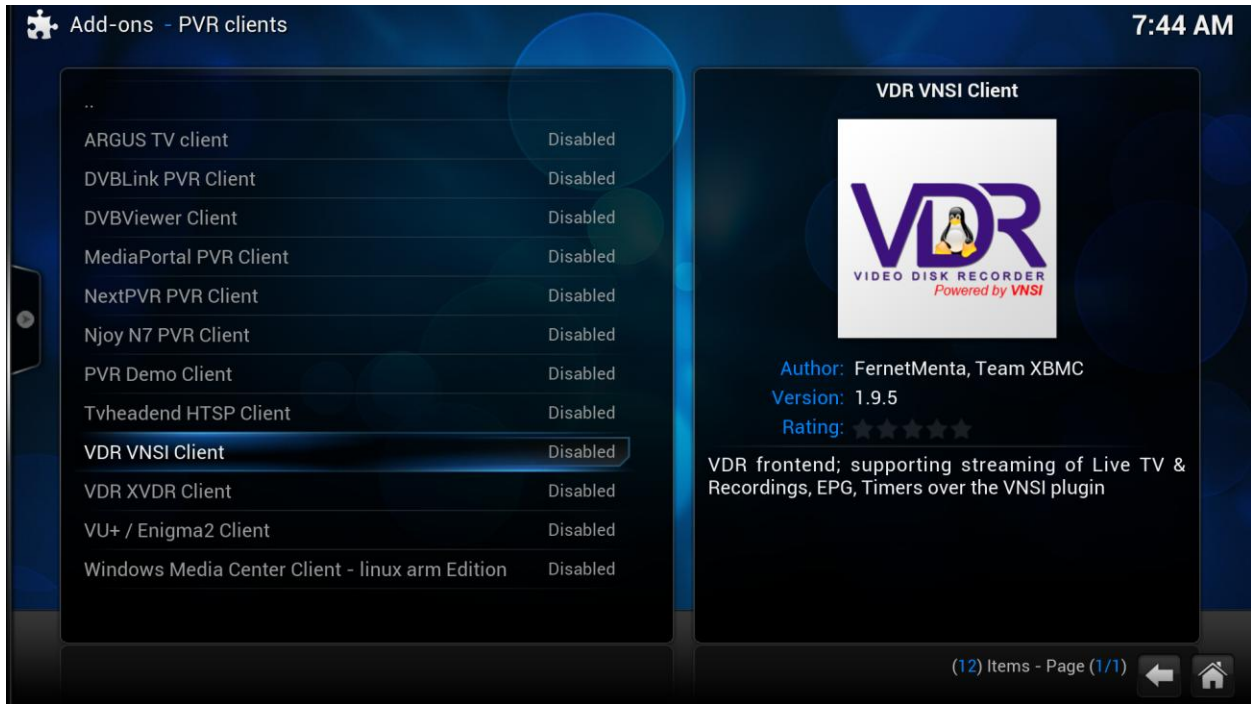 Add-ons - PVR clients
7:44 AM
..
ARGUS TV client Disabled
DVBLink PVR Client Disabled
DVBViewer Client Disabled
MediaPortal PVR Client Disabled
NextPVR PVR Client Disabled
Njoy N7 PVR Client Disabled
PVR Demo Client Disabled
Tvheadend HTSP Client Disabled
VDR VNSI Client Disabled
VDR XVDR Client Disabled
VU+ / Enigma2 Client Disabled
Windows Media Center Client - linux arm Edition Disabled
VDR VNSI Client
VDR
VIDEO DISK RECORDER
Powered by VNSI
Author: FernetMenta, Team XBMC
Version: 1.9.5
Rating:
VDR frontend; supporting streaming of Live TV &
Recordings, EPG, Timers over the VNSI plugin
(12) Items - Page (1/1)